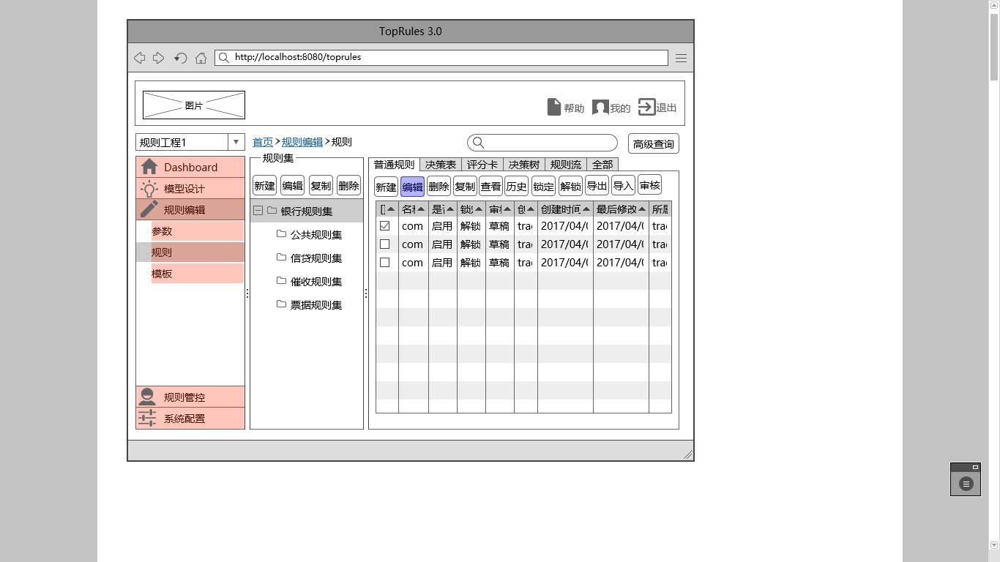 TopRules 3.0
http://localhost:8080/toprules
图片
帮助 我的 退出
规则工程1
首页 > 规则编辑 > 规则
高级查询
Dashboard
模型设计
规则编辑
参数
规则
模板
规则管控
系统配置
规则集
新建 编辑 复制 删除
银行规则集
公共规则集
信贷规则集
催收规则集
票据规则集
普通规则 决策表 评分卡 决策树 规则流 全部
新建 编辑 删除 复制 查看 历史 锁定 解锁 导出 导入 审核
名 是 锁 审 创 创建时间 最后修改 所
com 启用 解锁 草稿 tra 2017/04/ 2017/04/ tra
com 启用 解锁 草稿 tra 2017/04/ 2017/04/ tra
com 启用 解锁 草稿 tra 2017/04/ 2017/04/ tra